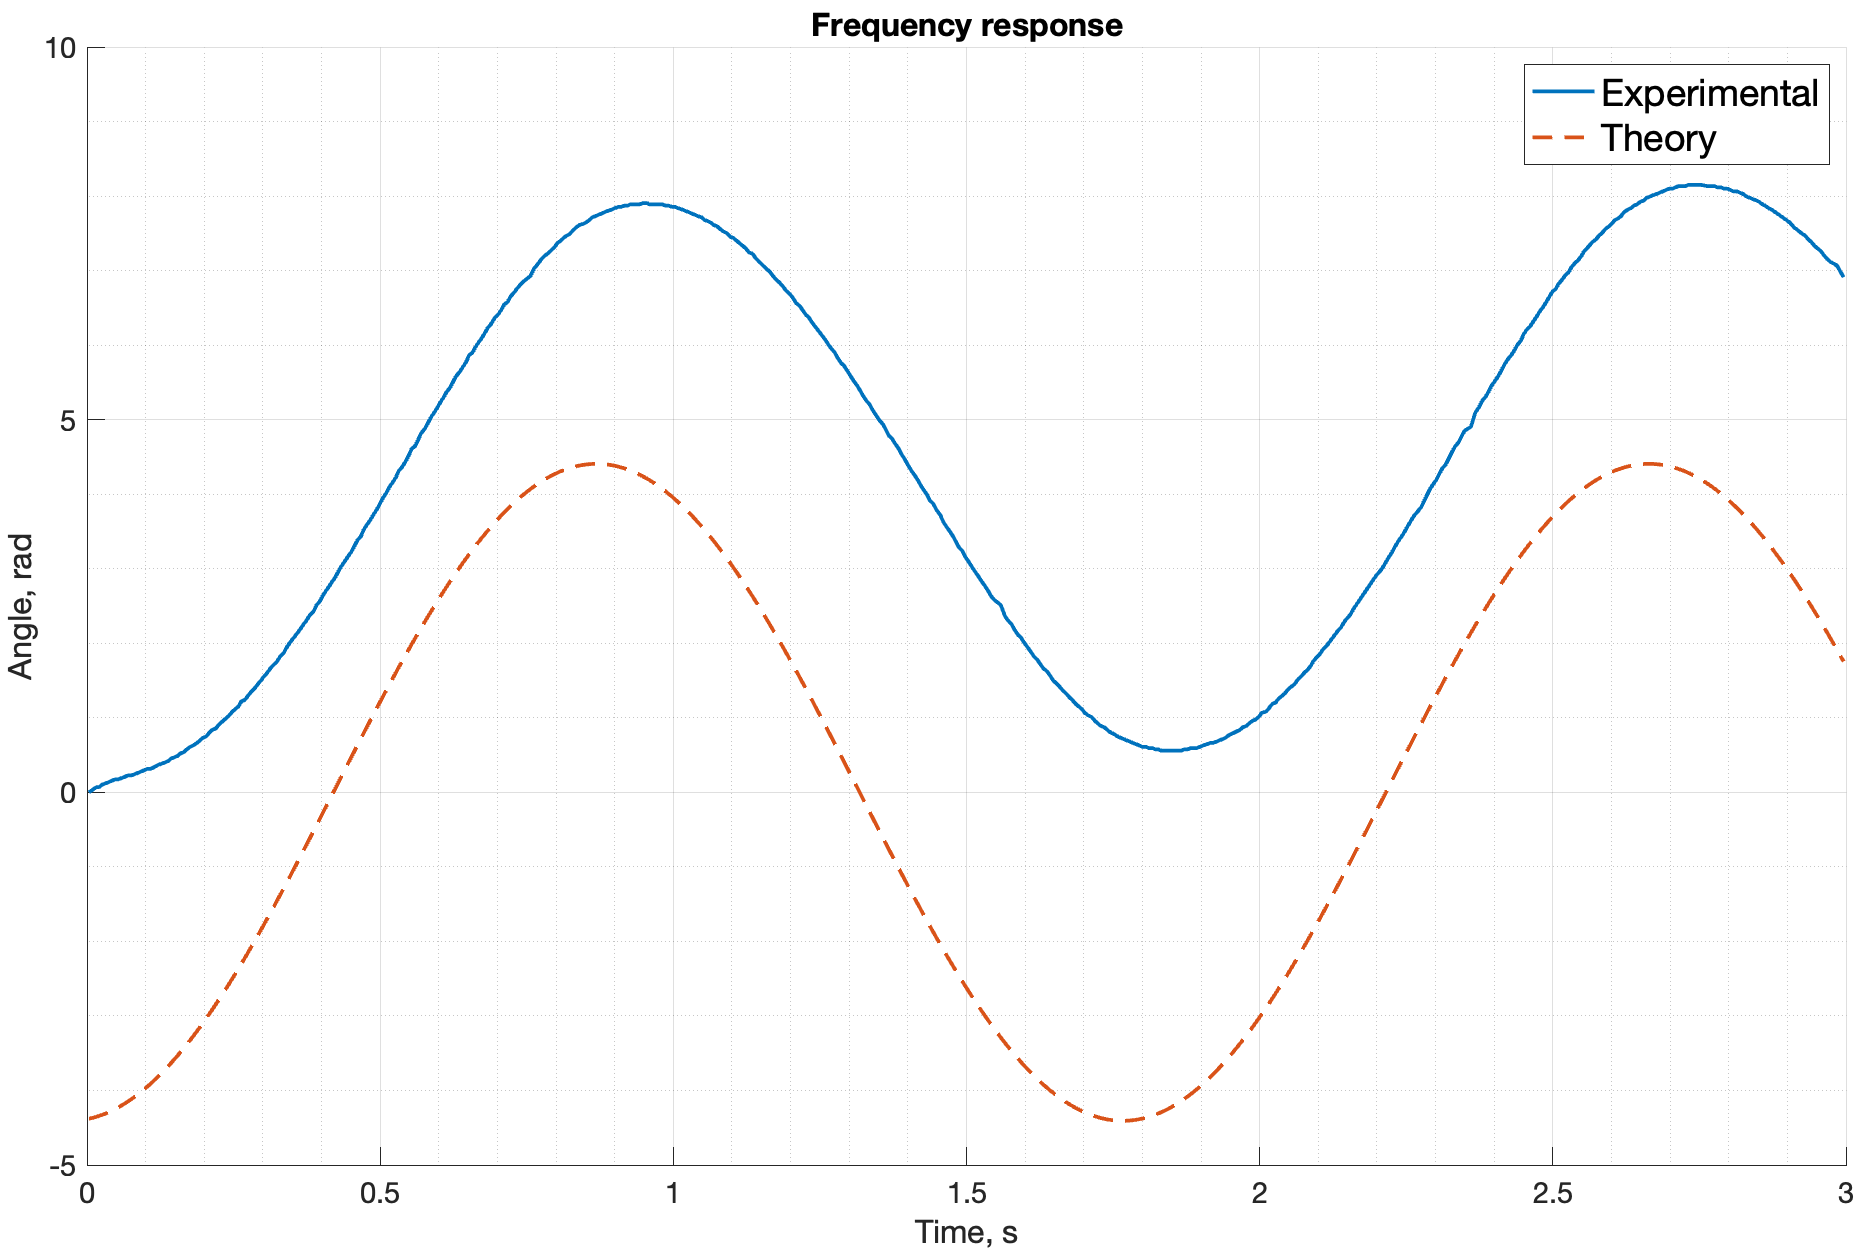 Frequency response
10
Experimental
Theory
5
Angle, rad
0
-5
0 0.5 1 1.5 2 2.5 3
Time, s